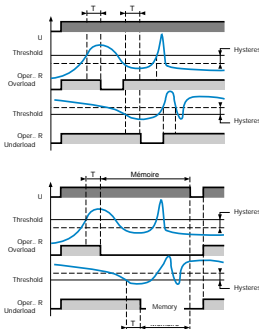 T T
U
Threshold
Hysteres
Oper.. R
Overload
Threshold
Hysteres
Oper.. R
Underload
T Mémoire
U
Threshold
Hysteres
Oper.. R
Overload
Threshold
Hysteres
Oper.. R
Underload
Memory
T